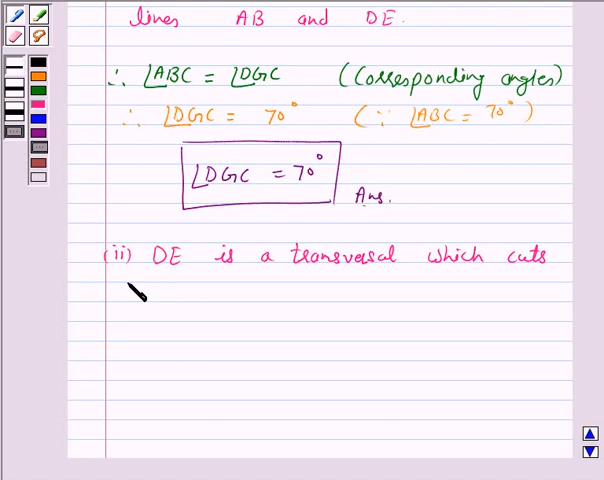 lines AB and DE.
∴ ∠ABC = ∠DGC (Corresponding angles)
∴ ∠DGC = 70° (∵ ∠ABC = 70°)
∠DGC = 70°
Ans.
(ii) DE is a transversal which cuts